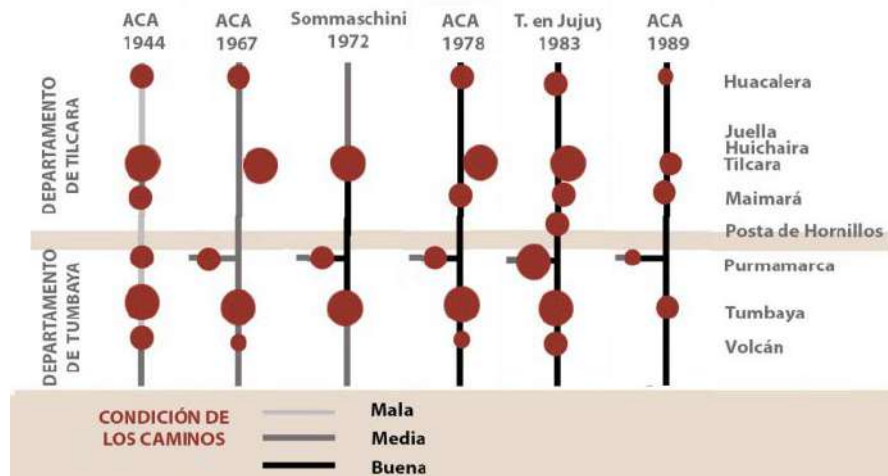 ACA
1944
ACA
1967
Sommaschini
1972
ACA
1978
T. en Jujuy
1983
ACA
1989
DEPARTAMENTO
DE TILCARA
DEPARTAMENTO
DE TUMBAYA
Huacalera
Juella
Huichaira
Tilcara
Maimará
Posta de Hornillos
Purmamarca
Tumbaya
Volcán
CONDICIÓN DE
LOS CAMINOS
Mala
Media
Buena